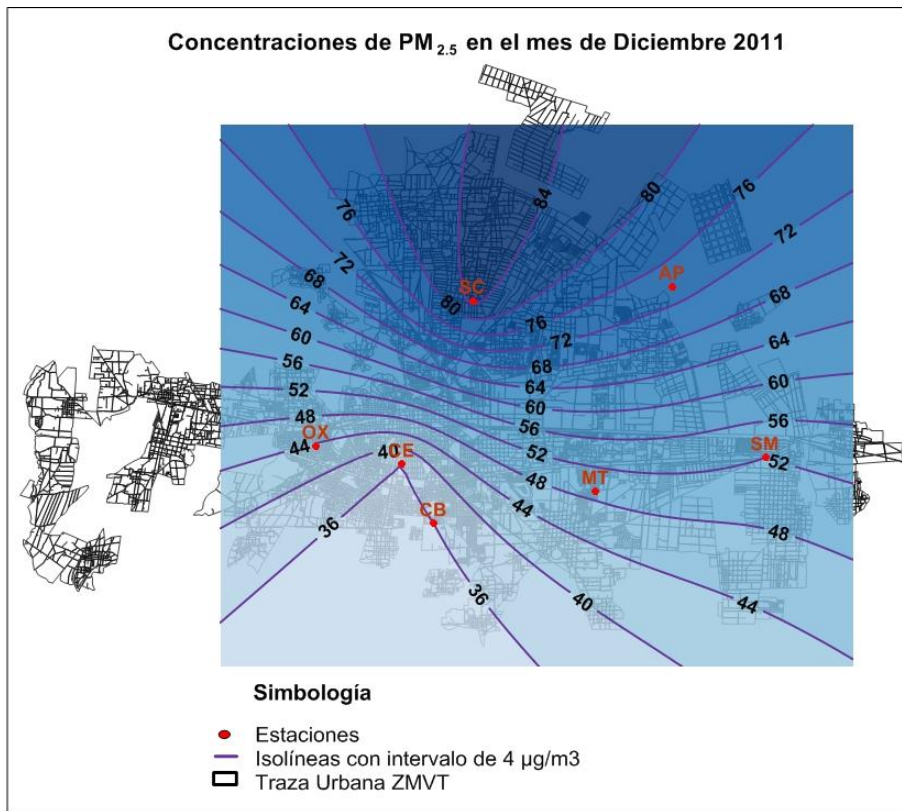 Concentraciones de PM 2.5 en el mes de Diciembre 2011
84
80
76
76
72
72
SC
AP
68
68
80
64
76
64
72
60
68
60
64
56
60
56
52
56
48
52
SM
52
OX
44
40
CE
48
MT
44
CB
48
36
36
40
44
Simbología
Estaciones
Isolíneas con intervalo de 4 µg/m3
Traza Urbana ZMVT